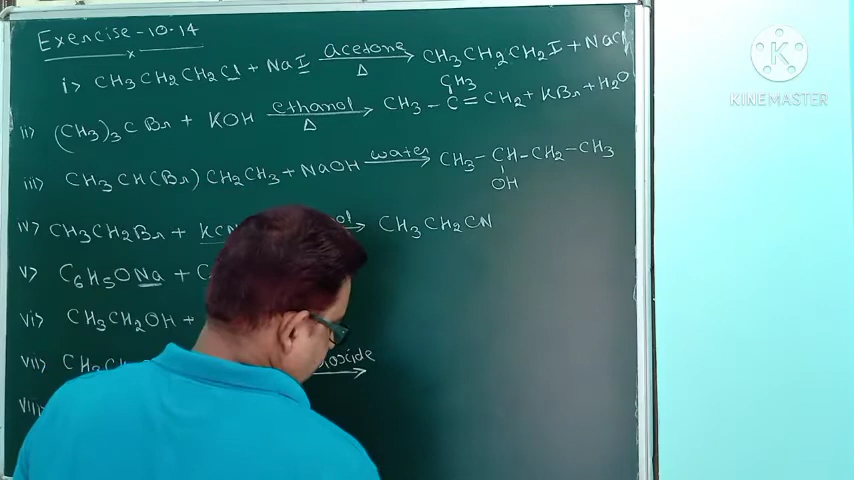 Exercise - 10.14
i> CH3CH2CH2Cl + NaI acetone Δ → CH3CH2CH2I + NaCl
ii> (CH3)3CBr + KOH ethanol Δ → CH3 - C = CH2 + KBr + H2O
CH3
iii> CH3CH(Br)CH2CH3 + NaOH water → CH3 - CH - CH2 - CH3
OH
iv> CH3CH2Br + KCN → CH3CH2CN
v> C6H5ONa + C
vi> CH3CH2OH +
vii>
viii>
K
KINEMASTER